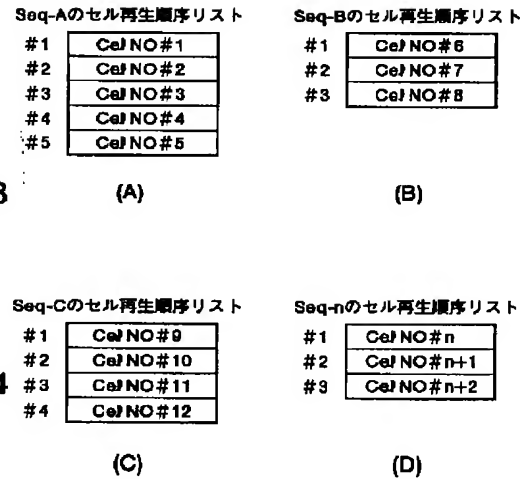 Seq-Aのセル再生順序リスト
#1 Cell NO#1
#2 Cell NO#2
#3 Cell NO#3
#4 Cell NO#4
#5 Cell NO#5
(A)
Seq-Bのセル再生順序リスト
#1 Cell NO#6
#2 Cell NO#7
#3 Cell NO#8
(B)
Seq-Cのセル再生順序リスト
#1 Cell NO#9
#2 Cell NO#10
#3 Cell NO#11
#4 Cell NO#12
(C)
Seq-nのセル再生順序リスト
#1 Cell NO#n
#2 Cell NO#n+1
#3 Cell NO#n+2
(D)